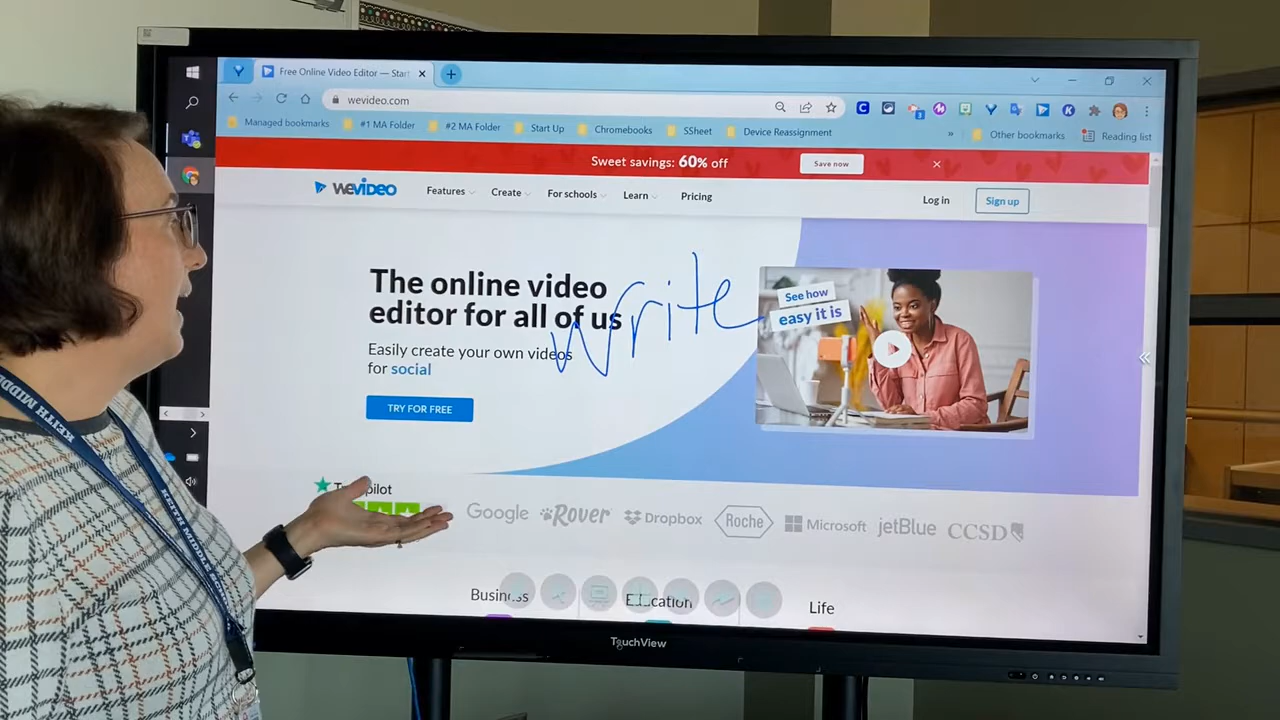 Free Online Video Editor — Star
wevideo.com
Managed bookmarks #1 MA Folder #2 MA Folder Start Up Chromebooks SSheet Device Reassignment » Other bookmarks Reading list
Sweet savings: 60% off Save now
WEVIDEO Features Create For schools Learn Pricing Log in Sign up
The online video
editor for all of us
write
See how
easy it is
Easily create your own videos
for social
TRY FOR FREE
Google Rover Dropbox Roche Microsoft jetBlue CCSD
Business Education Life
TouchView
KEITH MIDDLE SCHOOL